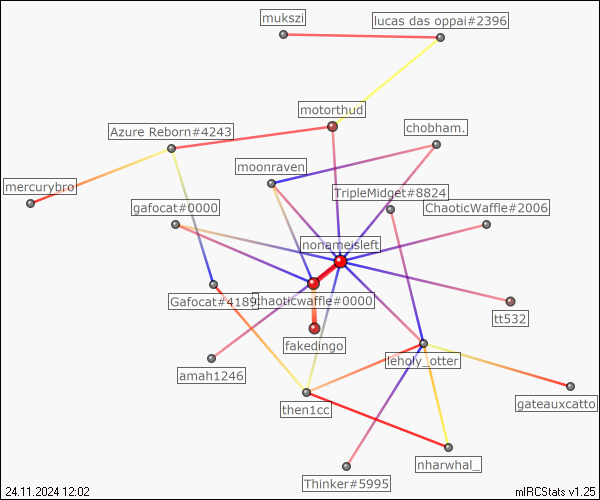 mukszi
lucas das oppai#2396
motorthud
Azure Reborn#4243
chobham.
moonraven
mercurybro
TripleMidget#8824
gafocat#0000
ChaoticWaffle#2006
nonameisleft
Gafocat#4189
chaoticwaffle#0000
tt532
fakedingo
leholy_otter
amah1246
then1cc
gateauxcatto
nharwhal_
Thinker#5995
24.11.2024 12:02
mIRCStats v1.25